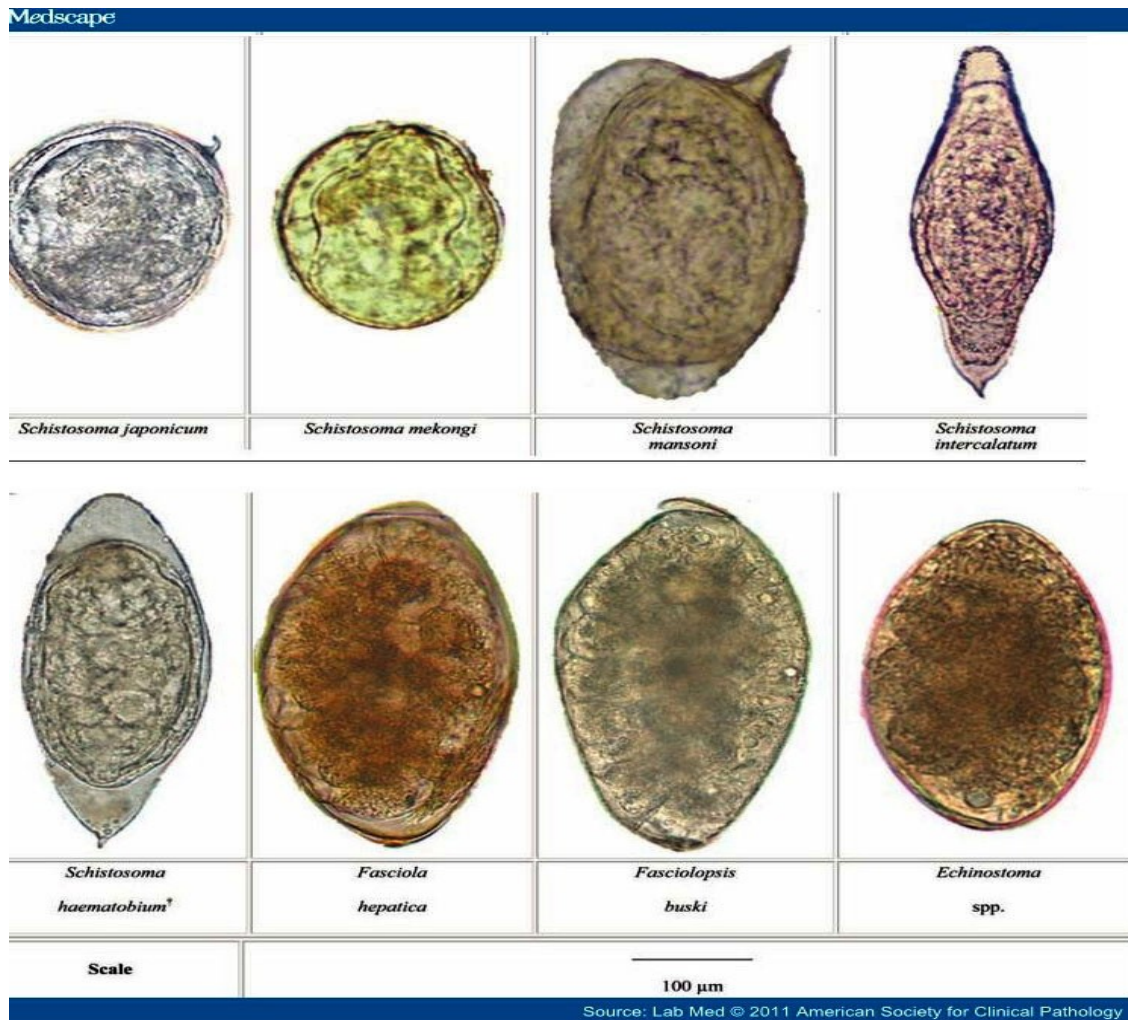 Medscape
Schistosoma japonicum
Schistosoma mekongi
Schistosoma
mansoni
Schistosoma
intercalatum
Schistosoma
haematobium†
Fasciola
hepatica
Fasciolopsis
buski
Echinostoma
spp.
Scale
100 µm
Source: Lab Med © 2011 American Society for Clinical Pathology